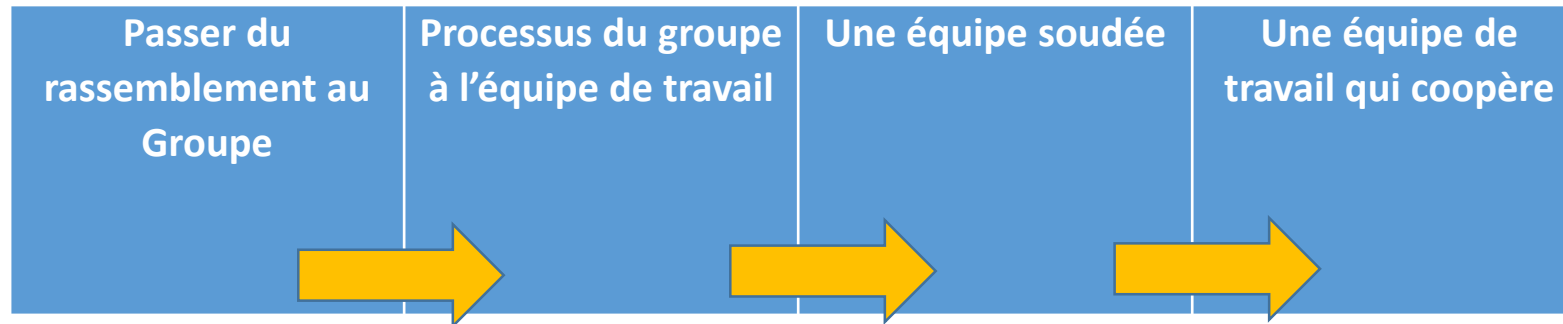 Passer du
rassemblement au
Groupe
Processus du groupe
à l’équipe de travail
Une équipe soudée
Une équipe de
travail qui coopère